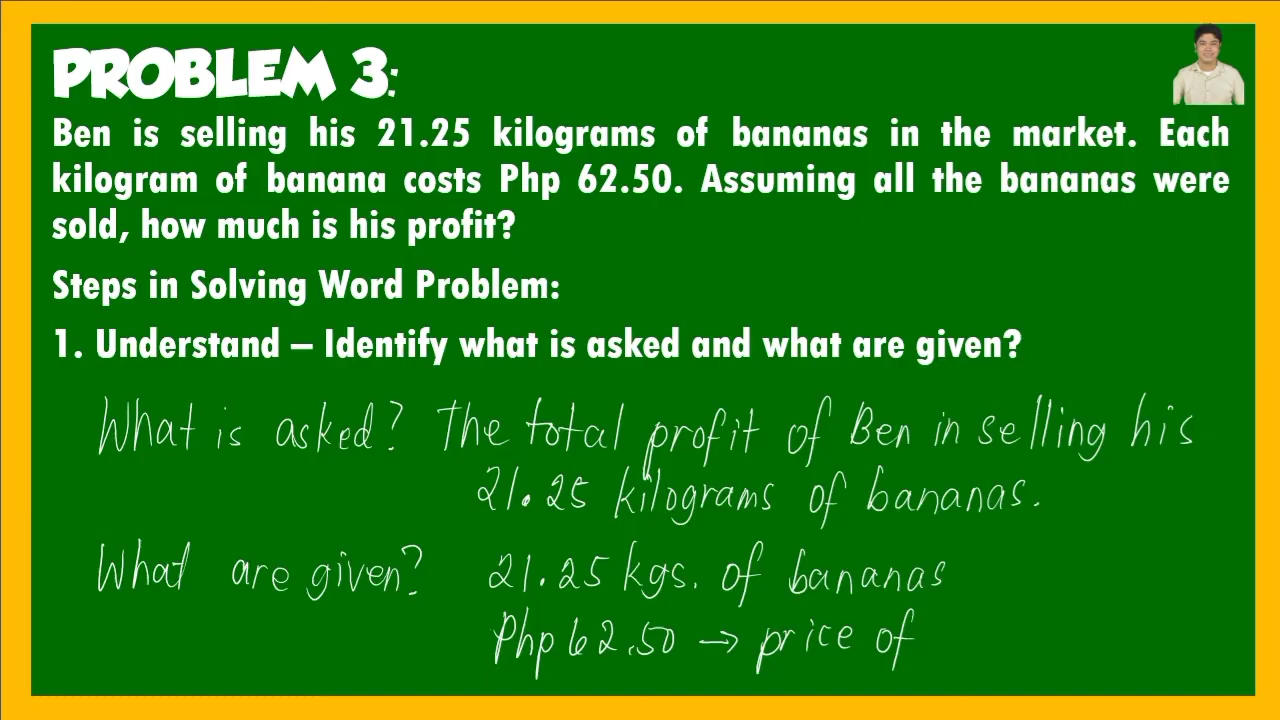 PROBLEM 3:
Ben is selling his 21.25 kilograms of bananas in the market. Each
kilogram of banana costs Php 62.50. Assuming all the bananas were
sold, how much is his profit?
Steps in Solving Word Problem:
1. Understand – Identify what is asked and what are given?
What is asked? The total profit of Ben in selling his
21.25 kilograms of bananas.
What are given? 21.25 kgs. of bananas
Php 62.50 → price of